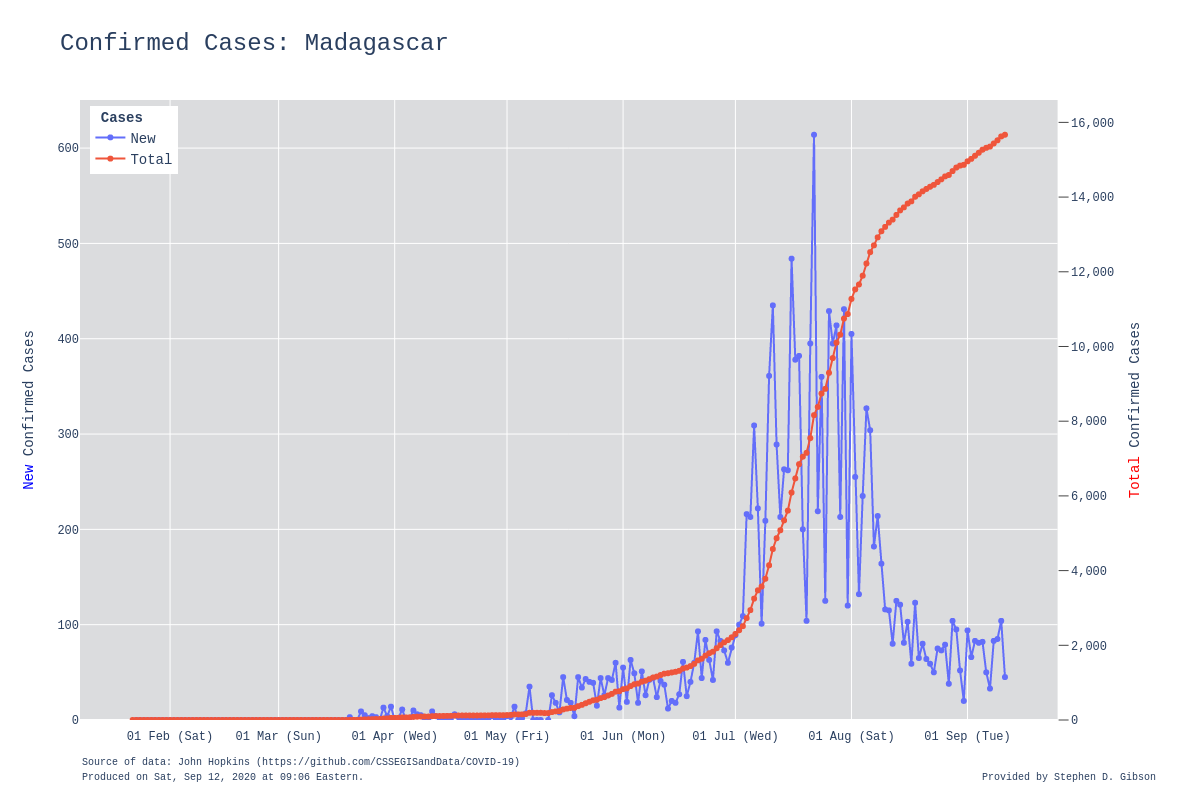 Confirmed Cases: Madagascar
Cases
New
Total
600
500
400
300
200
100
0
16,000
14,000
12,000
10,000
8,000
6,000
4,000
2,000
0
New Confirmed Cases
Total Confirmed Cases
01 Feb (Sat) 01 Mar (Sun) 01 Apr (Wed) 01 May (Fri) 01 Jun (Mon) 01 Jul (Wed) 01 Aug (Sat) 01 Sep (Tue)
Source of data: John Hopkins (https://github.com/CSSEGISandData/COVID-19)
Produced on Sat, Sep 12, 2020 at 09:06 Eastern.
Provided by Stephen D. Gibson